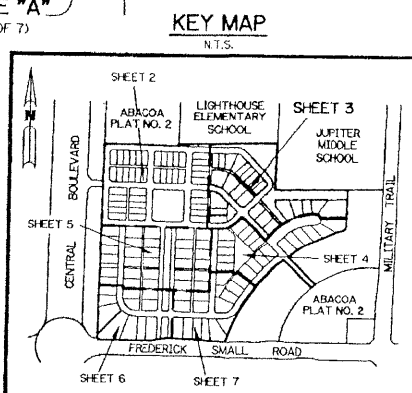 "A"
OF 7)
KEY MAP
N.T.S.
SHEET 2
ABACOA
PLAT NO. 2
LIGHTHOUSE
ELEMENTARY
SCHOOL
SHEET 3
JUPITER
MIDDLE
SCHOOL
N
CENTRAL BOULEVARD
MILITARY TRAIL
SHEET 5
SHEET 4
ABACOA
PLAT NO. 2
FREDERICK SMALL ROAD
SHEET 6
SHEET 7